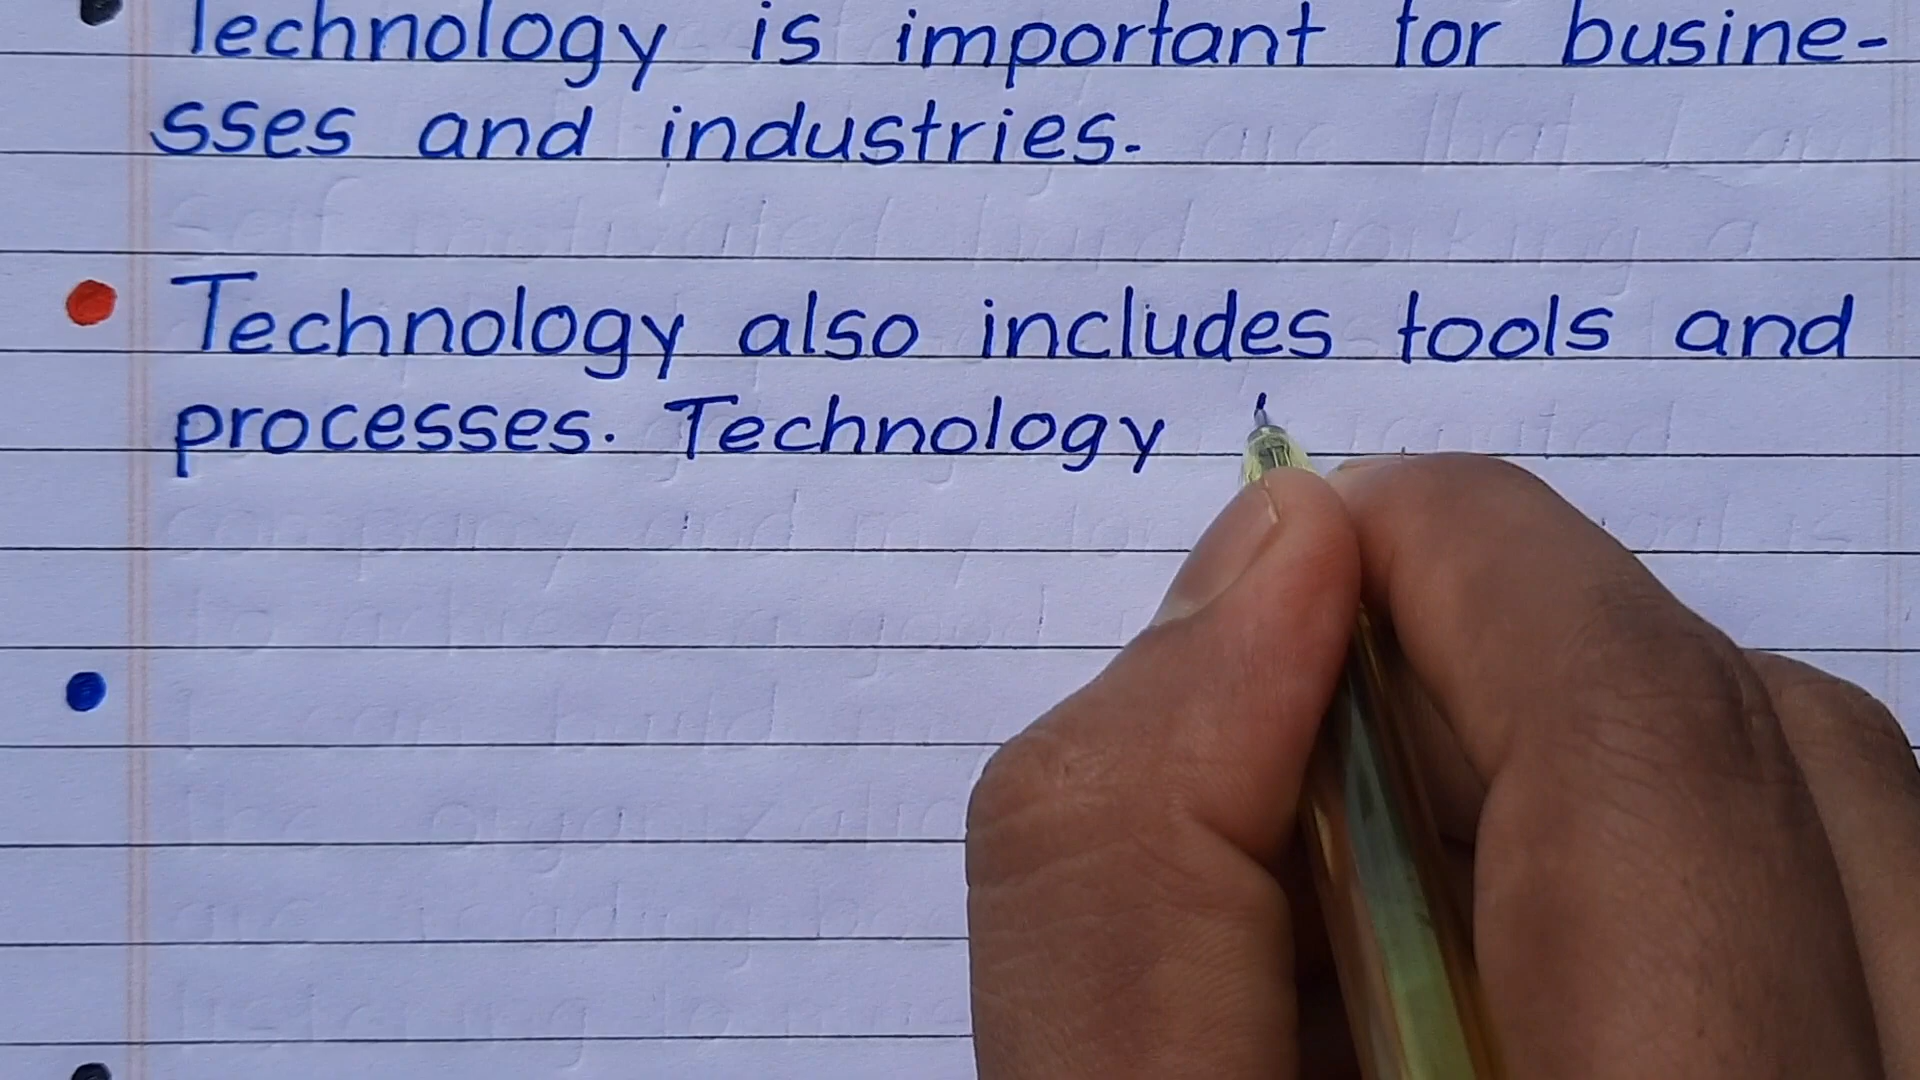 Technology is important for busine-
sses and industries.
Technology also includes tools and
processes. Technology